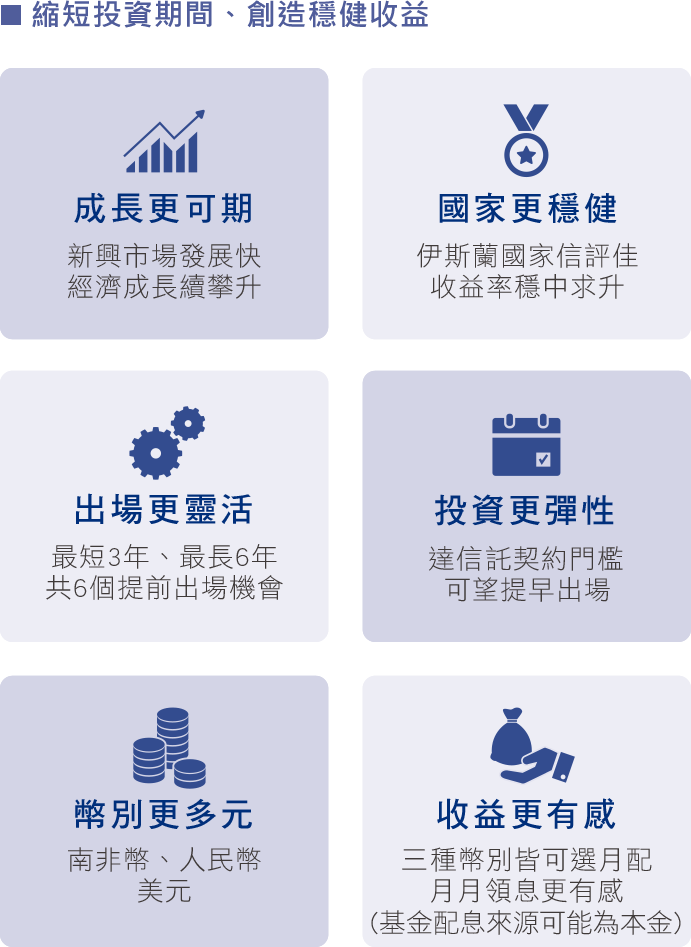 ■ 縮短投資期間、創造穩健收益
成長更可期
新興市場發展快
經濟成長續攀升
國家更穩健
伊斯蘭國家信評佳
收益率穩中求升
出場更靈活
最短3年、最長6年
共6個提前出場機會
投資更彈性
達信託契約門檻
可望提早出場
幣別更多元
南非幣、人民幣
美元
收益更有感
三種幣別皆可選月配
月月領息更有感
（基金配息來源可能為本金）